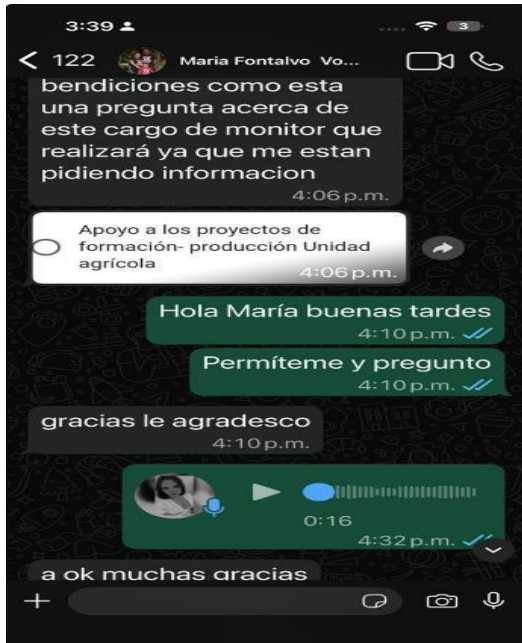 3:39
3
122
Maria Fontalvo Vo...
bendiciones como esta
una pregunta acerca de
este cargo de monitor que
realizará ya que me estan
pidiendo informacion
4:06 p.m.
Apoyo a los proyectos de
formación- producción Unidad
agrícola
4:06 p.m.
Hola María buenas tardes
4:10 p.m.
Permíteme y pregunto
4:10 p.m.
gracias le agradesco
4:10 p.m.
0:16
4:32 p.m.
a ok muchas gracias